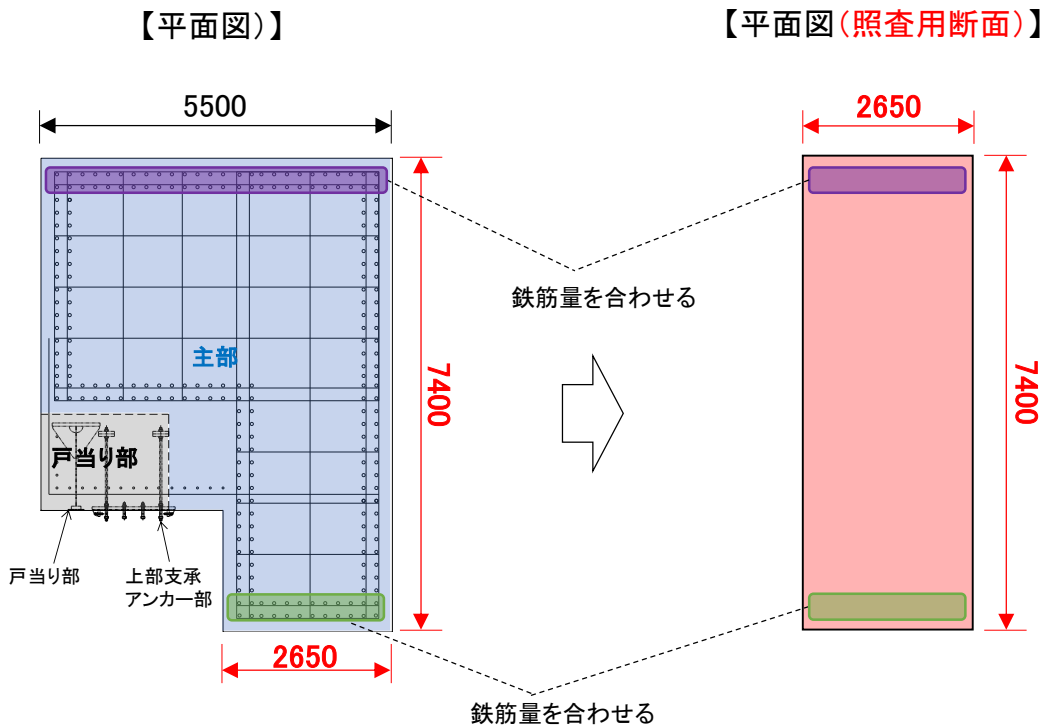 【平面図)】
【平面図(照査用断面)】
5500
2650
鉄筋量を合わせる
主部
7400
7400
戸当り部
戸当り部
上部支承
アンカー部
2650
鉄筋量を合わせる